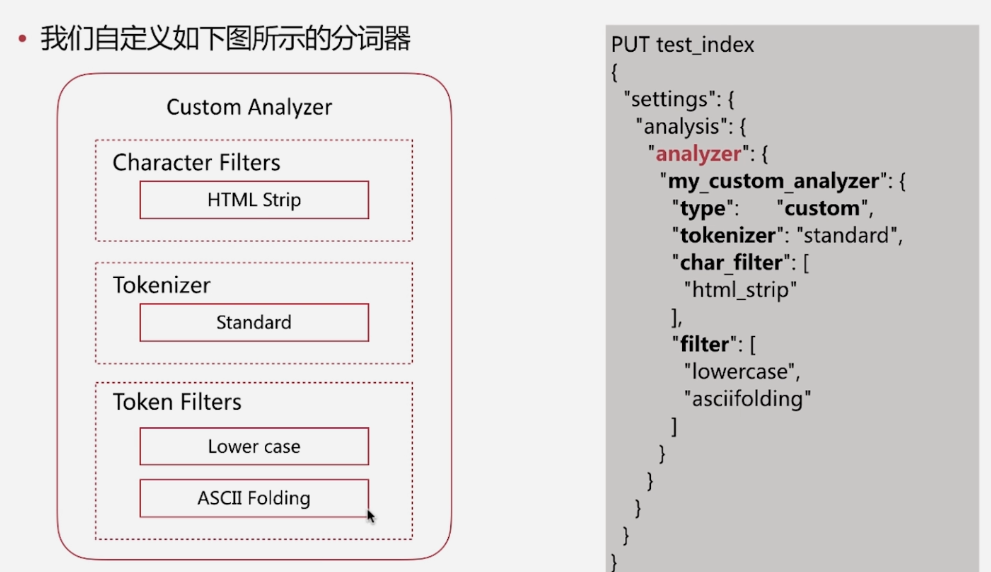 • 我们自定义如下图所示的分词器
Custom Analyzer
Character Filters
HTML Strip
Tokenizer
Standard
Token Filters
Lower case
ASCII Folding
PUT test_index
{
"settings": {
"analysis": {
"analyzer": {
"my_custom_analyzer": {
"type": "custom",
"tokenizer": "standard",
"char_filter": [
"html_strip"
],
"filter": [
"lowercase",
"asciifolding"
]
}
}
}
}
}